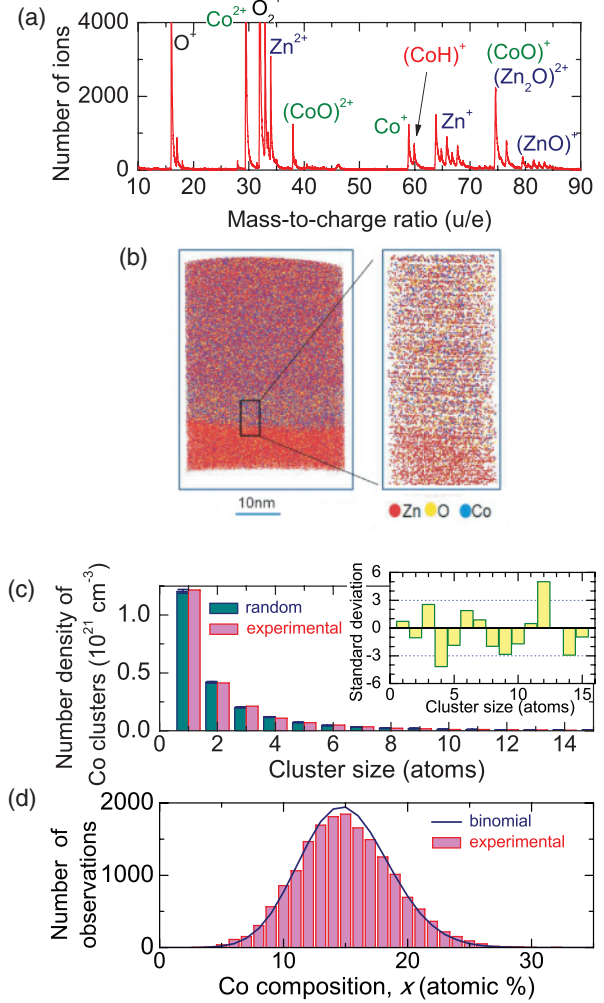 (a)
Number of ions
4000
2000
0
O⁺
Co²⁺
O₂⁺
Zn²⁺
(CoO)²⁺
Co⁺
(CoH)⁺
Zn⁺
(CoO)⁺
(Zn₂O)²⁺
(ZnO)⁺
10 20 30 40 50 60 70 80 90
Mass-to-charge ratio (u/e)
(b)
10nm
Zn O Co
(c)
Number density of
Co clusters (10²¹ cm⁻³)
1.0
0.5
0.0
random
experimental
Standard deviation
6
3
0
-3
-6
0 5 10 15
Cluster size (atoms)
0 2 4 6 8 10 12 14
Cluster size (atoms)
(d)
Number of
observations
2000
1000
0
binomial
experimental
0 10 20 30
Co composition, x (atomic %)